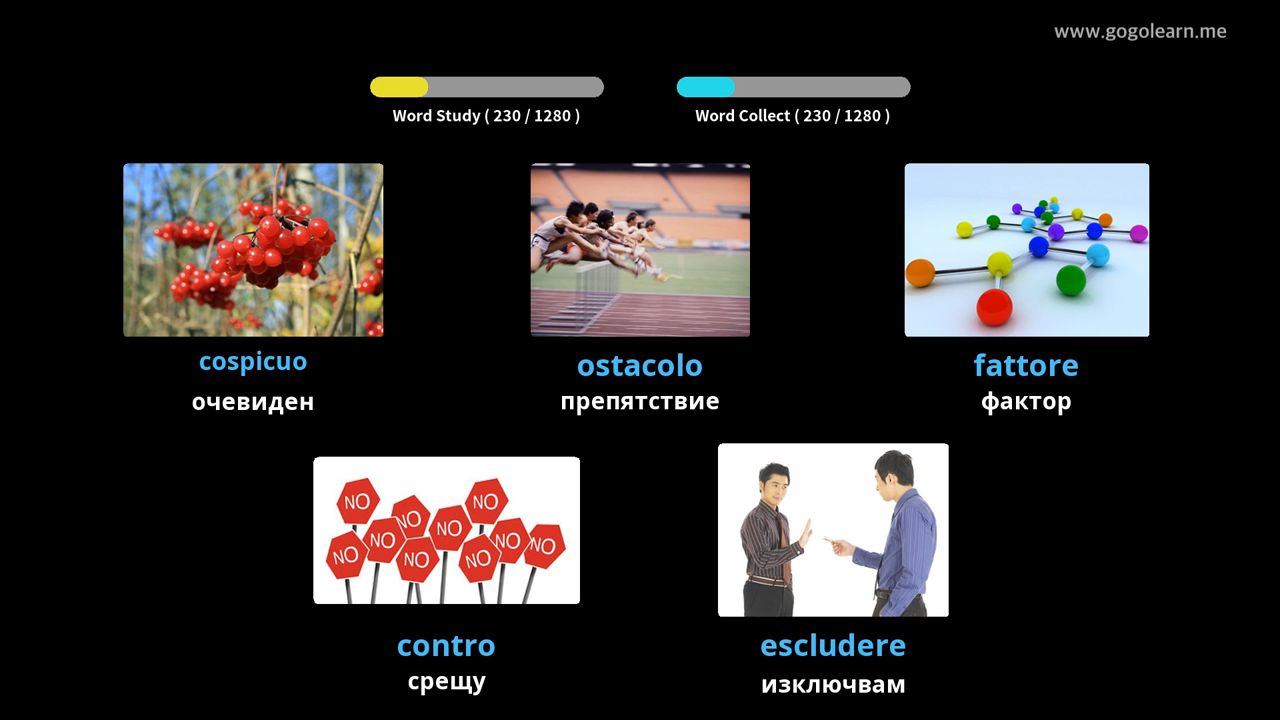 www.gogolearn.me
Word Study ( 230 / 1280 )
Word Collect ( 230 / 1280 )
cospicuo
очевиден
ostacolo
препятствие
fattore
фактор
NO
NO
NO
NO
NO
NO
NO
NO
NO
NO
contro
срещу
escludere
изключвам